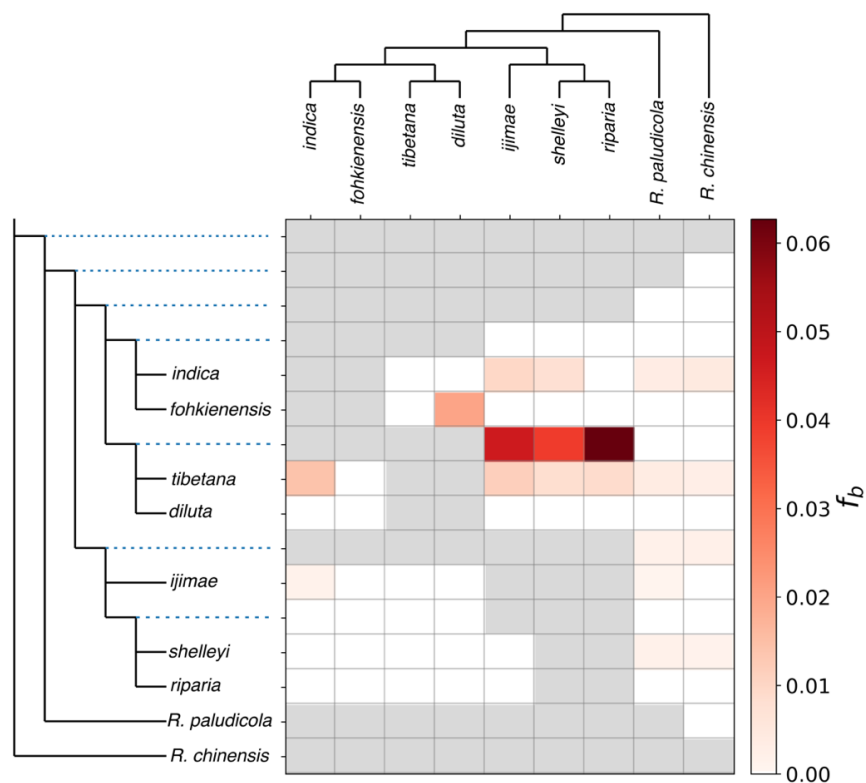 indica
fohkienensis
tibetana
diluta
ijimae
shelleyi
riparia
R. paludicola
R. chinensis
indica
fohkienensis
tibetana
diluta
ijimae
shelleyi
riparia
R. paludicola
R. chinensis
0.06
0.05
0.04
0.03
0.02
0.01
0.00
fb